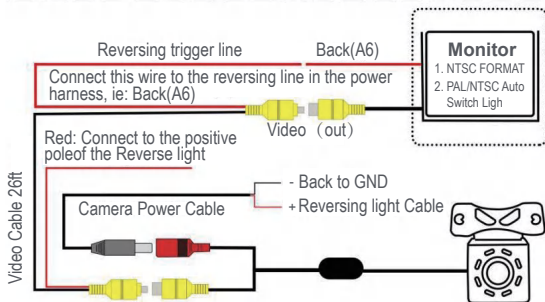 Reversing trigger line
Back(A6)
Monitor
1. NTSC FORMAT
2. PAL/NTSC Auto
Switch Ligh
Connect this wire to the reversing line in the power
harness, ie: Back(A6)
Video (out)
Red: Connect to the positive
poleof the Reverse light
Video Cable 26ft
- Back to GND
+Reversing light Cable
Camera Power Cable